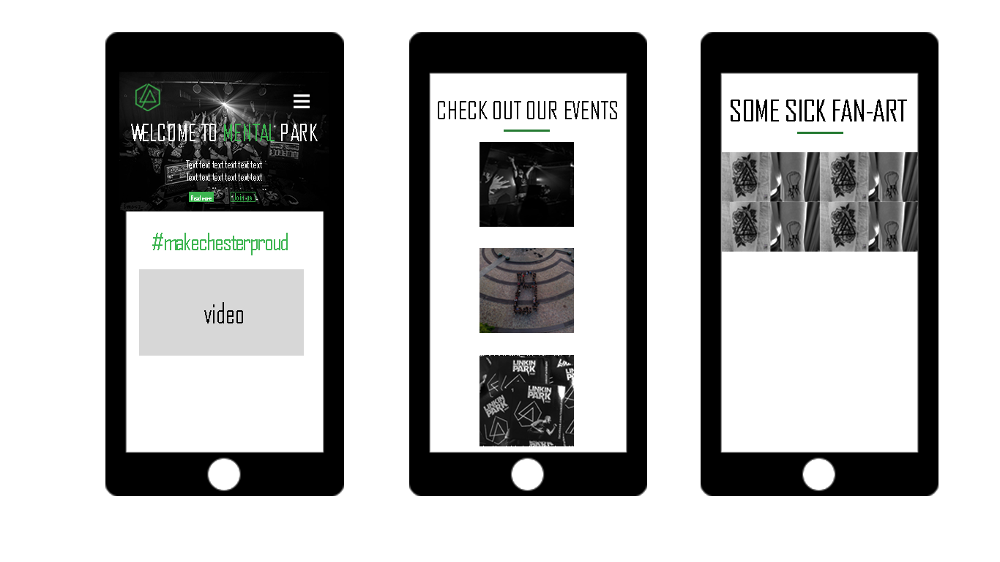 WELCOME TO MENTAL PARK
Text text text text text text
Text text text text text text
Read more
Join us !
#makechesterproud
video
CHECK OUT OUR EVENTS
LINKIN
PARK
LINKIN
PARK
LINKIN
PARK
SOME SICK FAN-ART